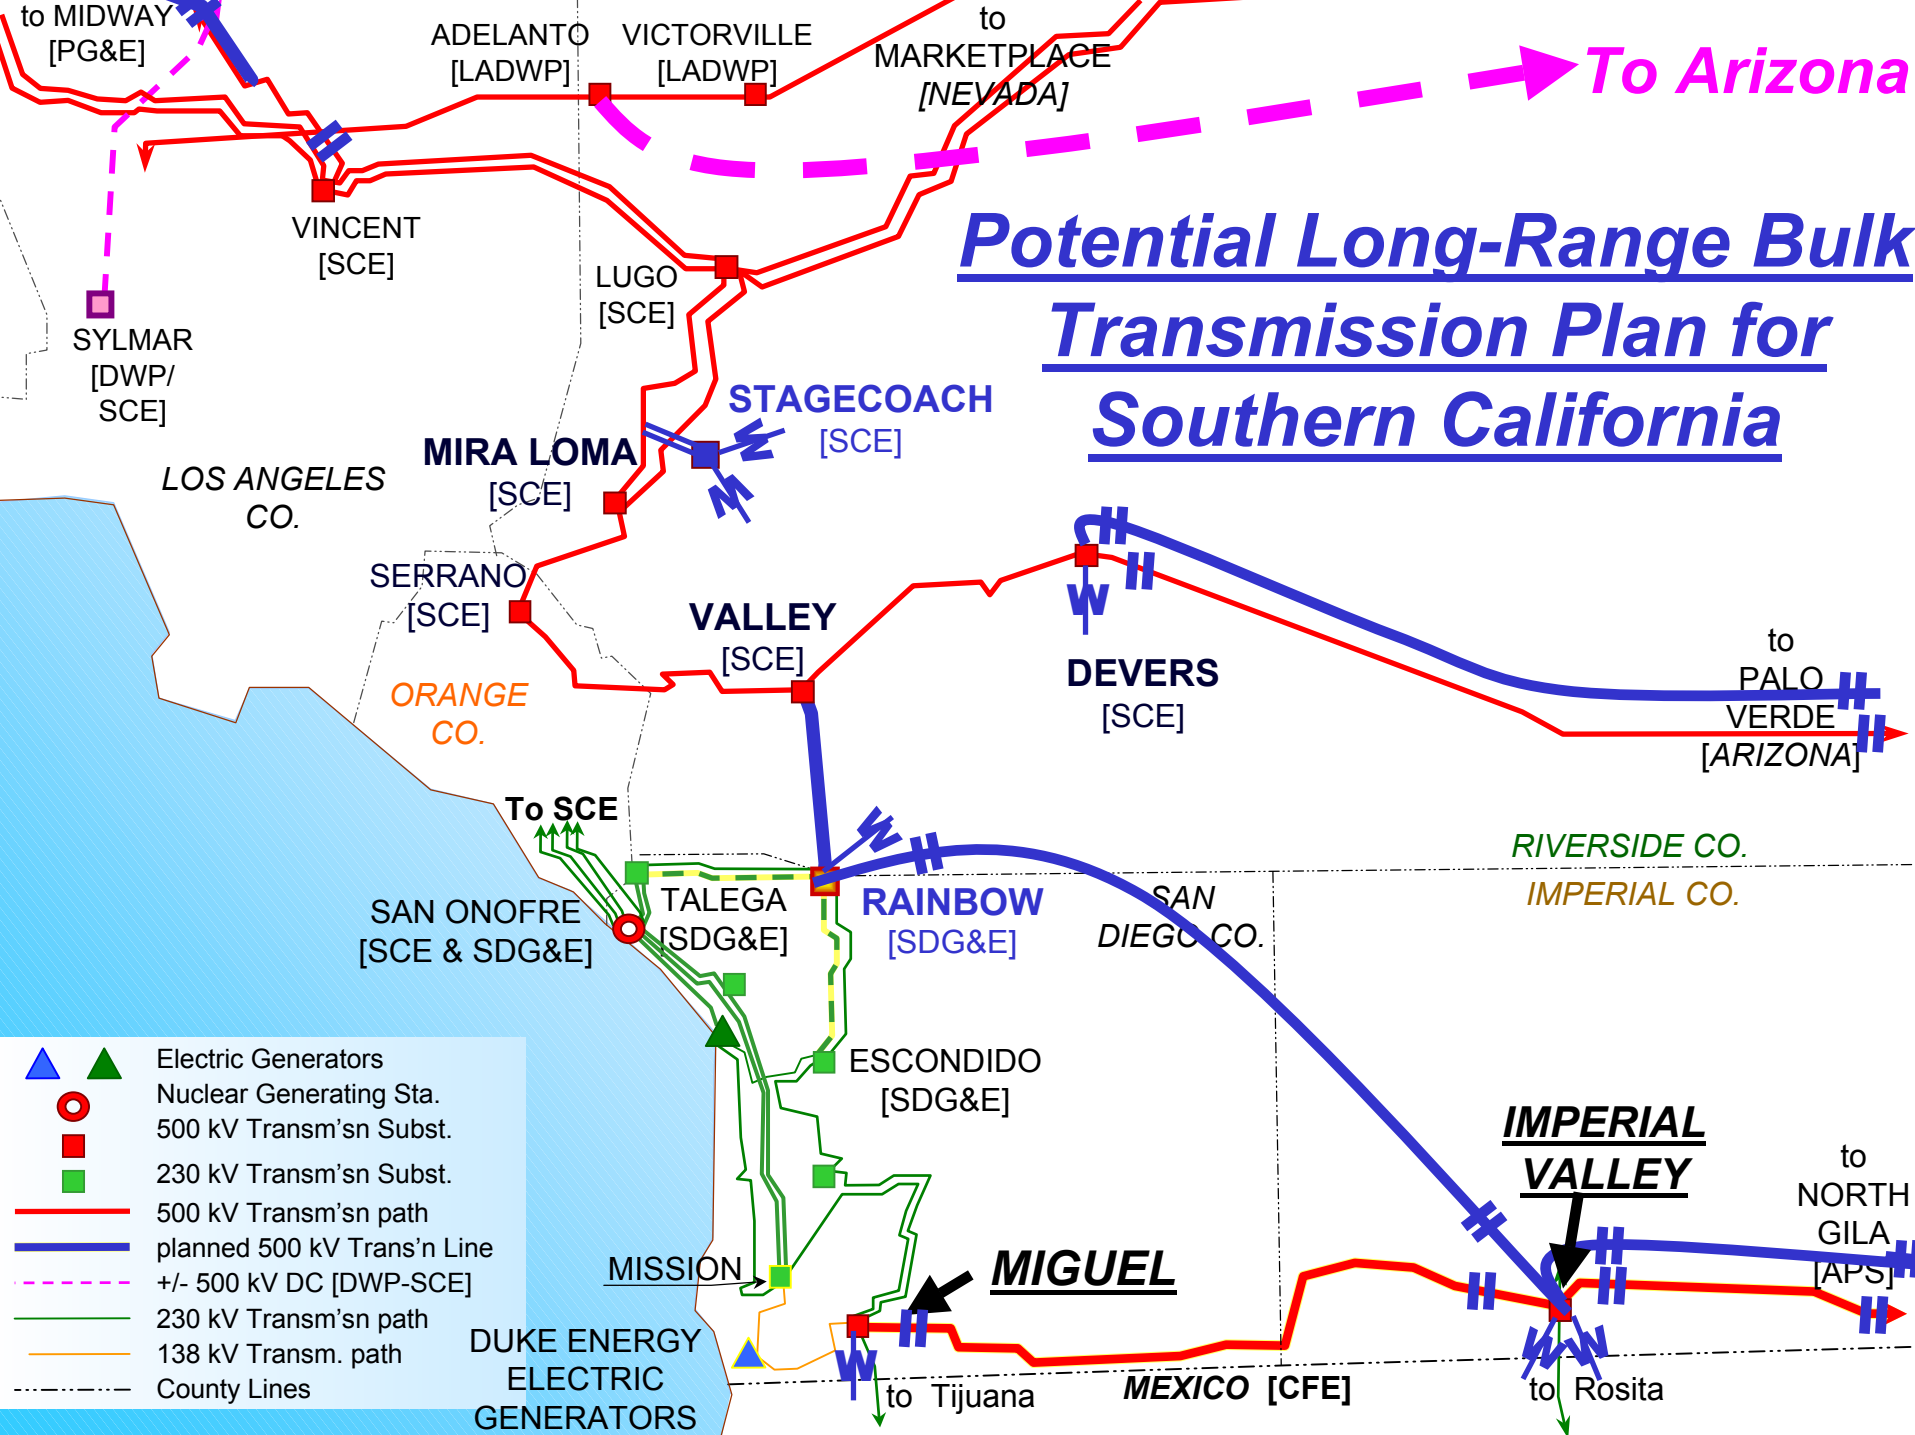 to MIDWAY
[PG&E]
ADELANTO
[LADWP]
VICTORVILLE
[LADWP]
to
MARKETPLACE
[NEVADA]
To Arizona
Potential Long-Range Bulk
Transmission Plan for
Southern California
VINCENT
[SCE]
LUGO
[SCE]
SYLMAR
[DWP/
SCE]
STAGECOACH
[SCE]
MIRA LOMA
[SCE]
LOS ANGELES
CO.
SERRANO
[SCE]
VALLEY
[SCE]
DEVERS
[SCE]
to
PALO
VERDE
[ARIZONA]
ORANGE
CO.
To SCE
RIVERSIDE CO.
IMPERIAL CO.
SAN
DIEGO CO.
SAN ONOFRE
[SCE & SDG&E]
TALEGA
[SDG&E]
RAINBOW
[SDG&E]
ESCONDIDO
[SDG&E]
Electric Generators
Nuclear Generating Sta.
500 kV Transm'sn Subst.
230 kV Transm'sn Subst.
500 kV Transm'sn path
planned 500 kV Trans'n Line
+/- 500 kV DC [DWP-SCE]
230 kV Transm'sn path
138 kV Transm. path
County Lines
IMPERIAL
VALLEY
to
NORTH
GILA
[APS]
MISSION
MIGUEL
DUKE ENERGY
ELECTRIC
GENERATORS
to Tijuana
MEXICO [CFE]
to Rosita